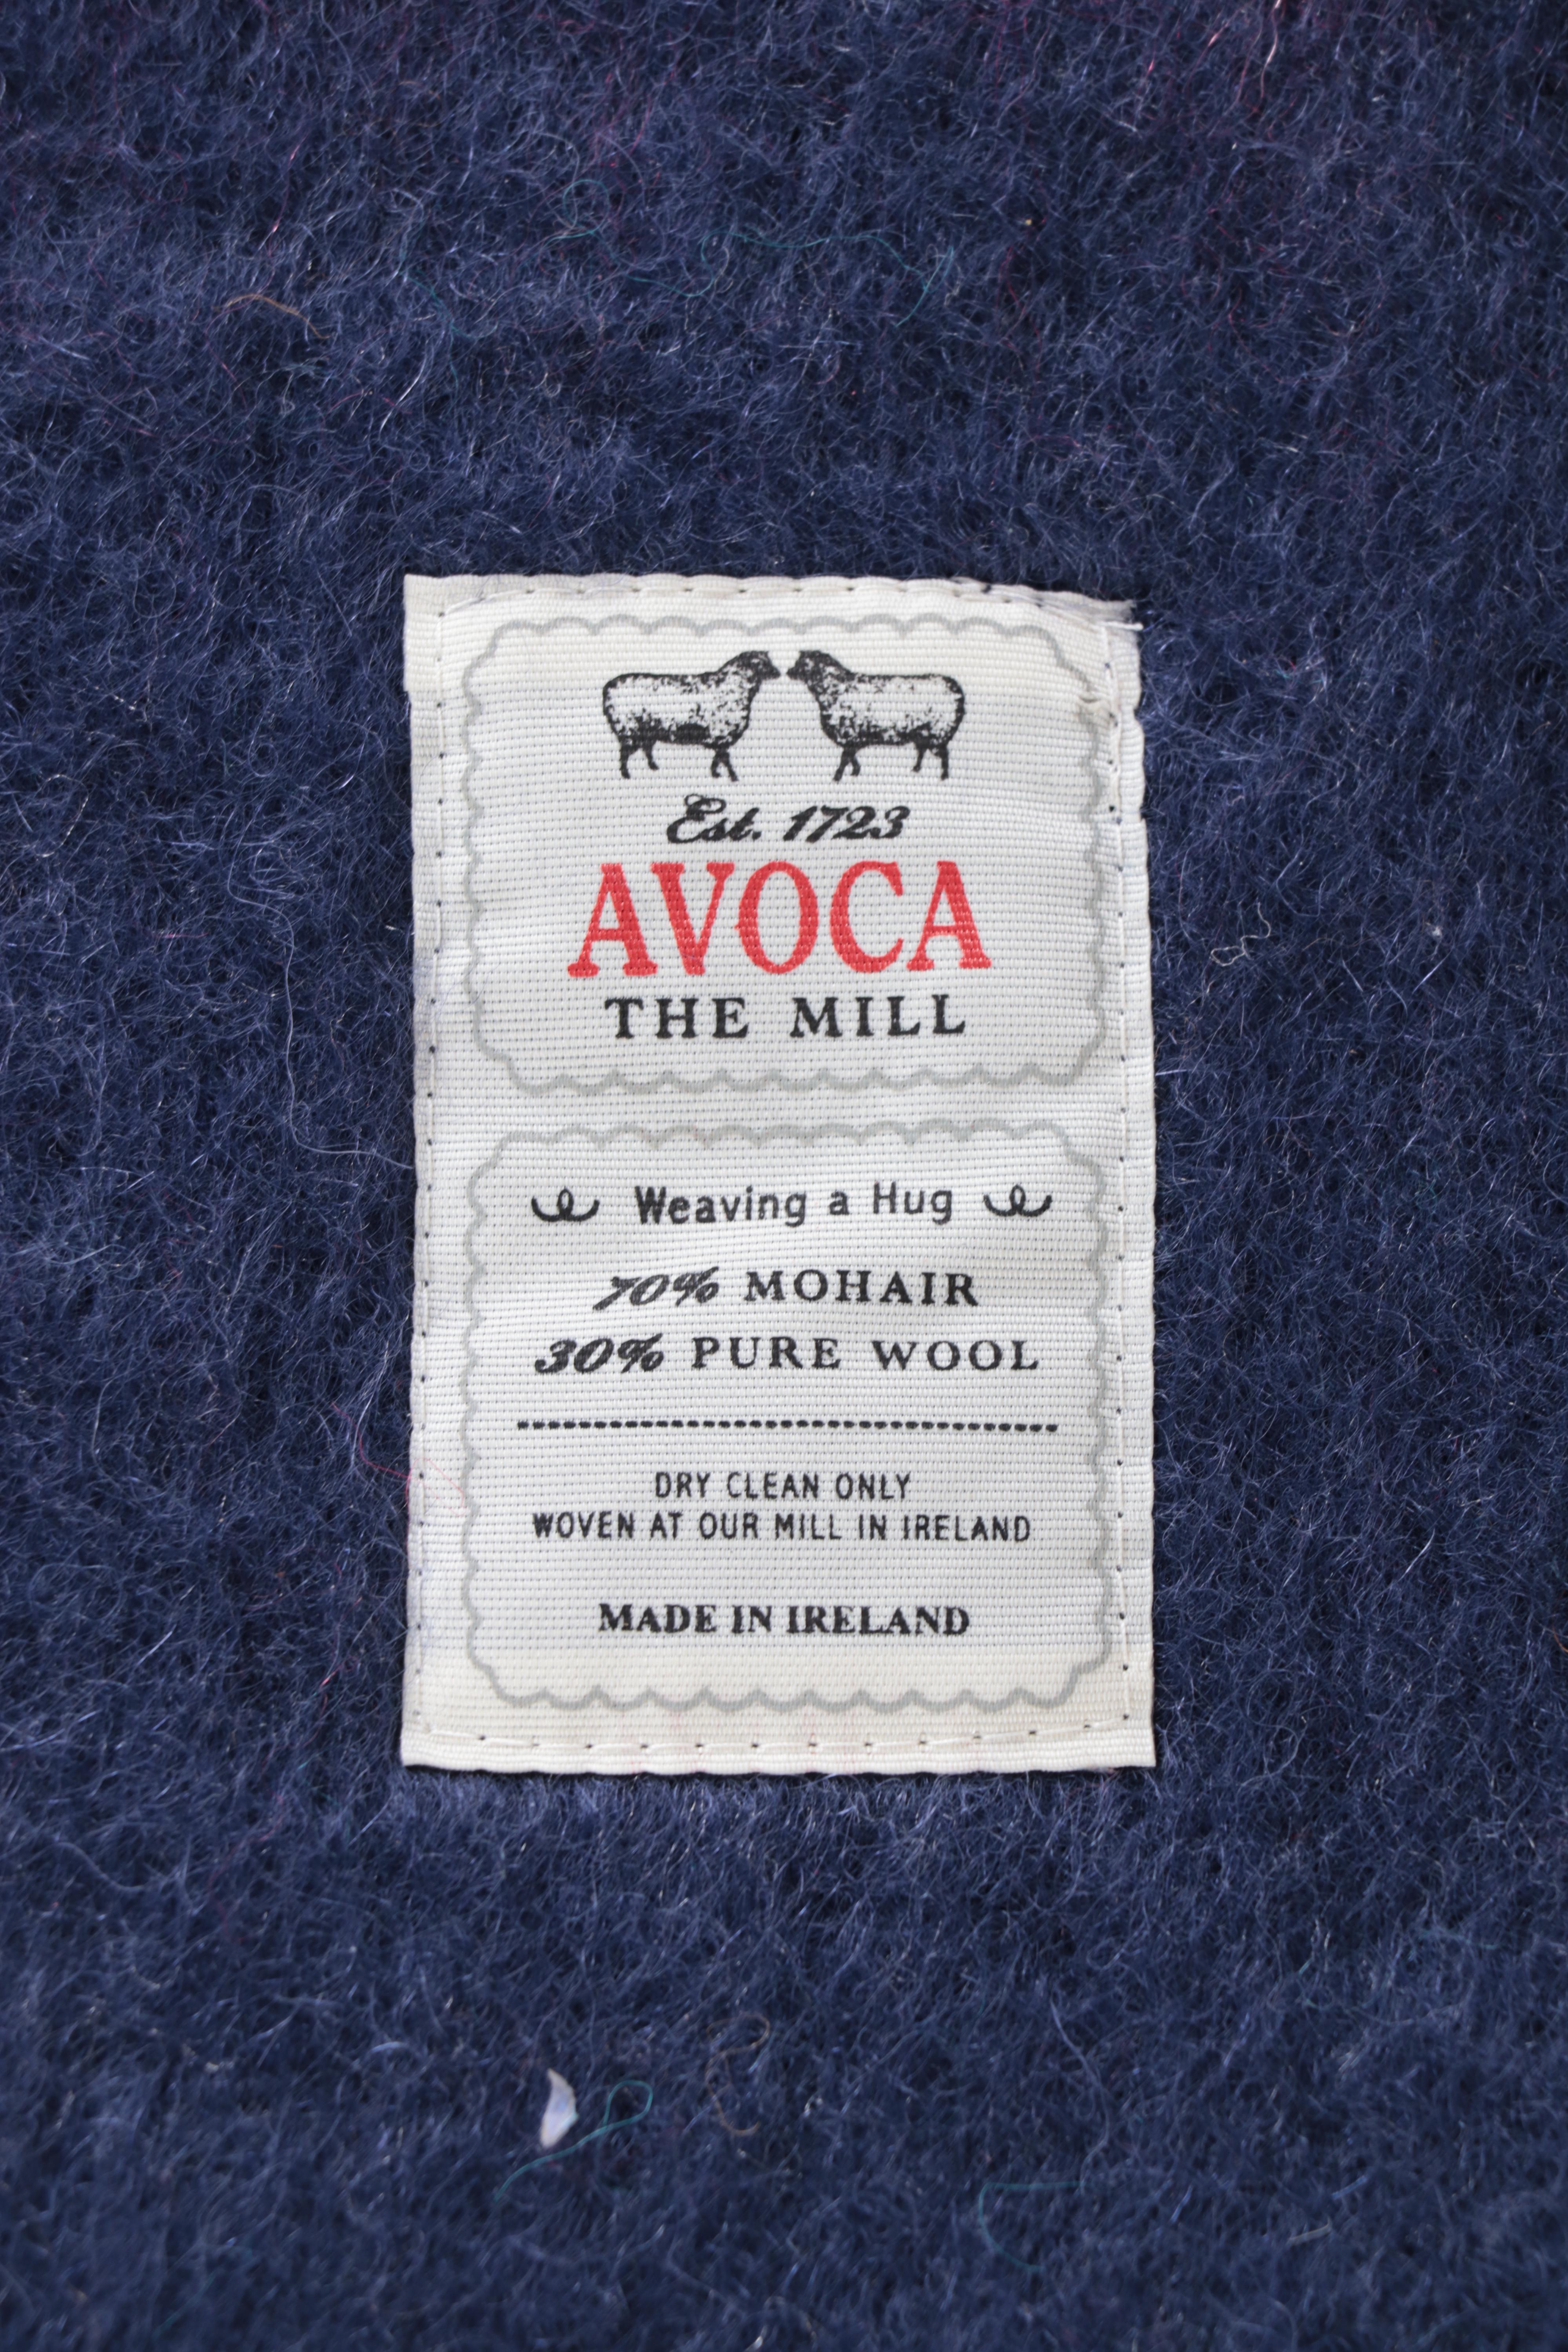 Est. 1723
AVOCA
THE MILL
Weaving a Hug
70% MOHAIR
30% PURE WOOL
DRY CLEAN ONLY
WOVEN AT OUR MILL IN IRELAND
MADE IN IRELAND